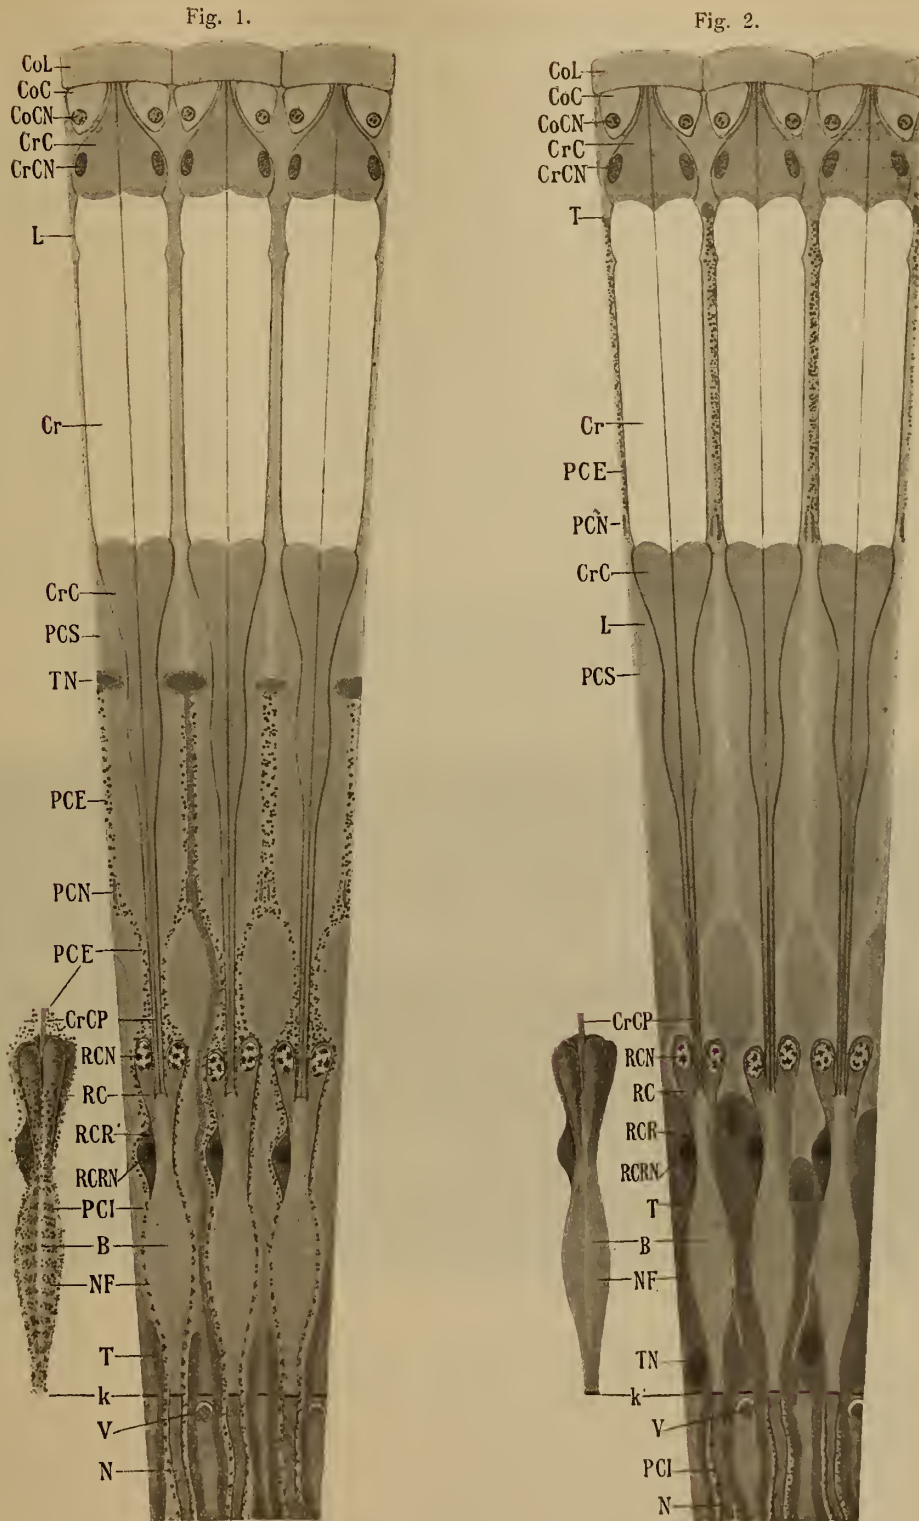 Fig. 1.
CoL
CoC
CoCN
CrC
CrCN
L
Cr
CrC
PCS
TN
PCE
PCN
PCE
CrCP
RCN
RC
RCR
RCRN
PCI
B
NF
T
k
V
N
Fig. 2.
CoL
CoC
CoCN
CrC
CrCN
T
Cr
PCE
PCN
CrC
L
PCS
CrCP
RCN
RC
RCR
RCRN
T
B
NF
TN
k
V
PCI
N